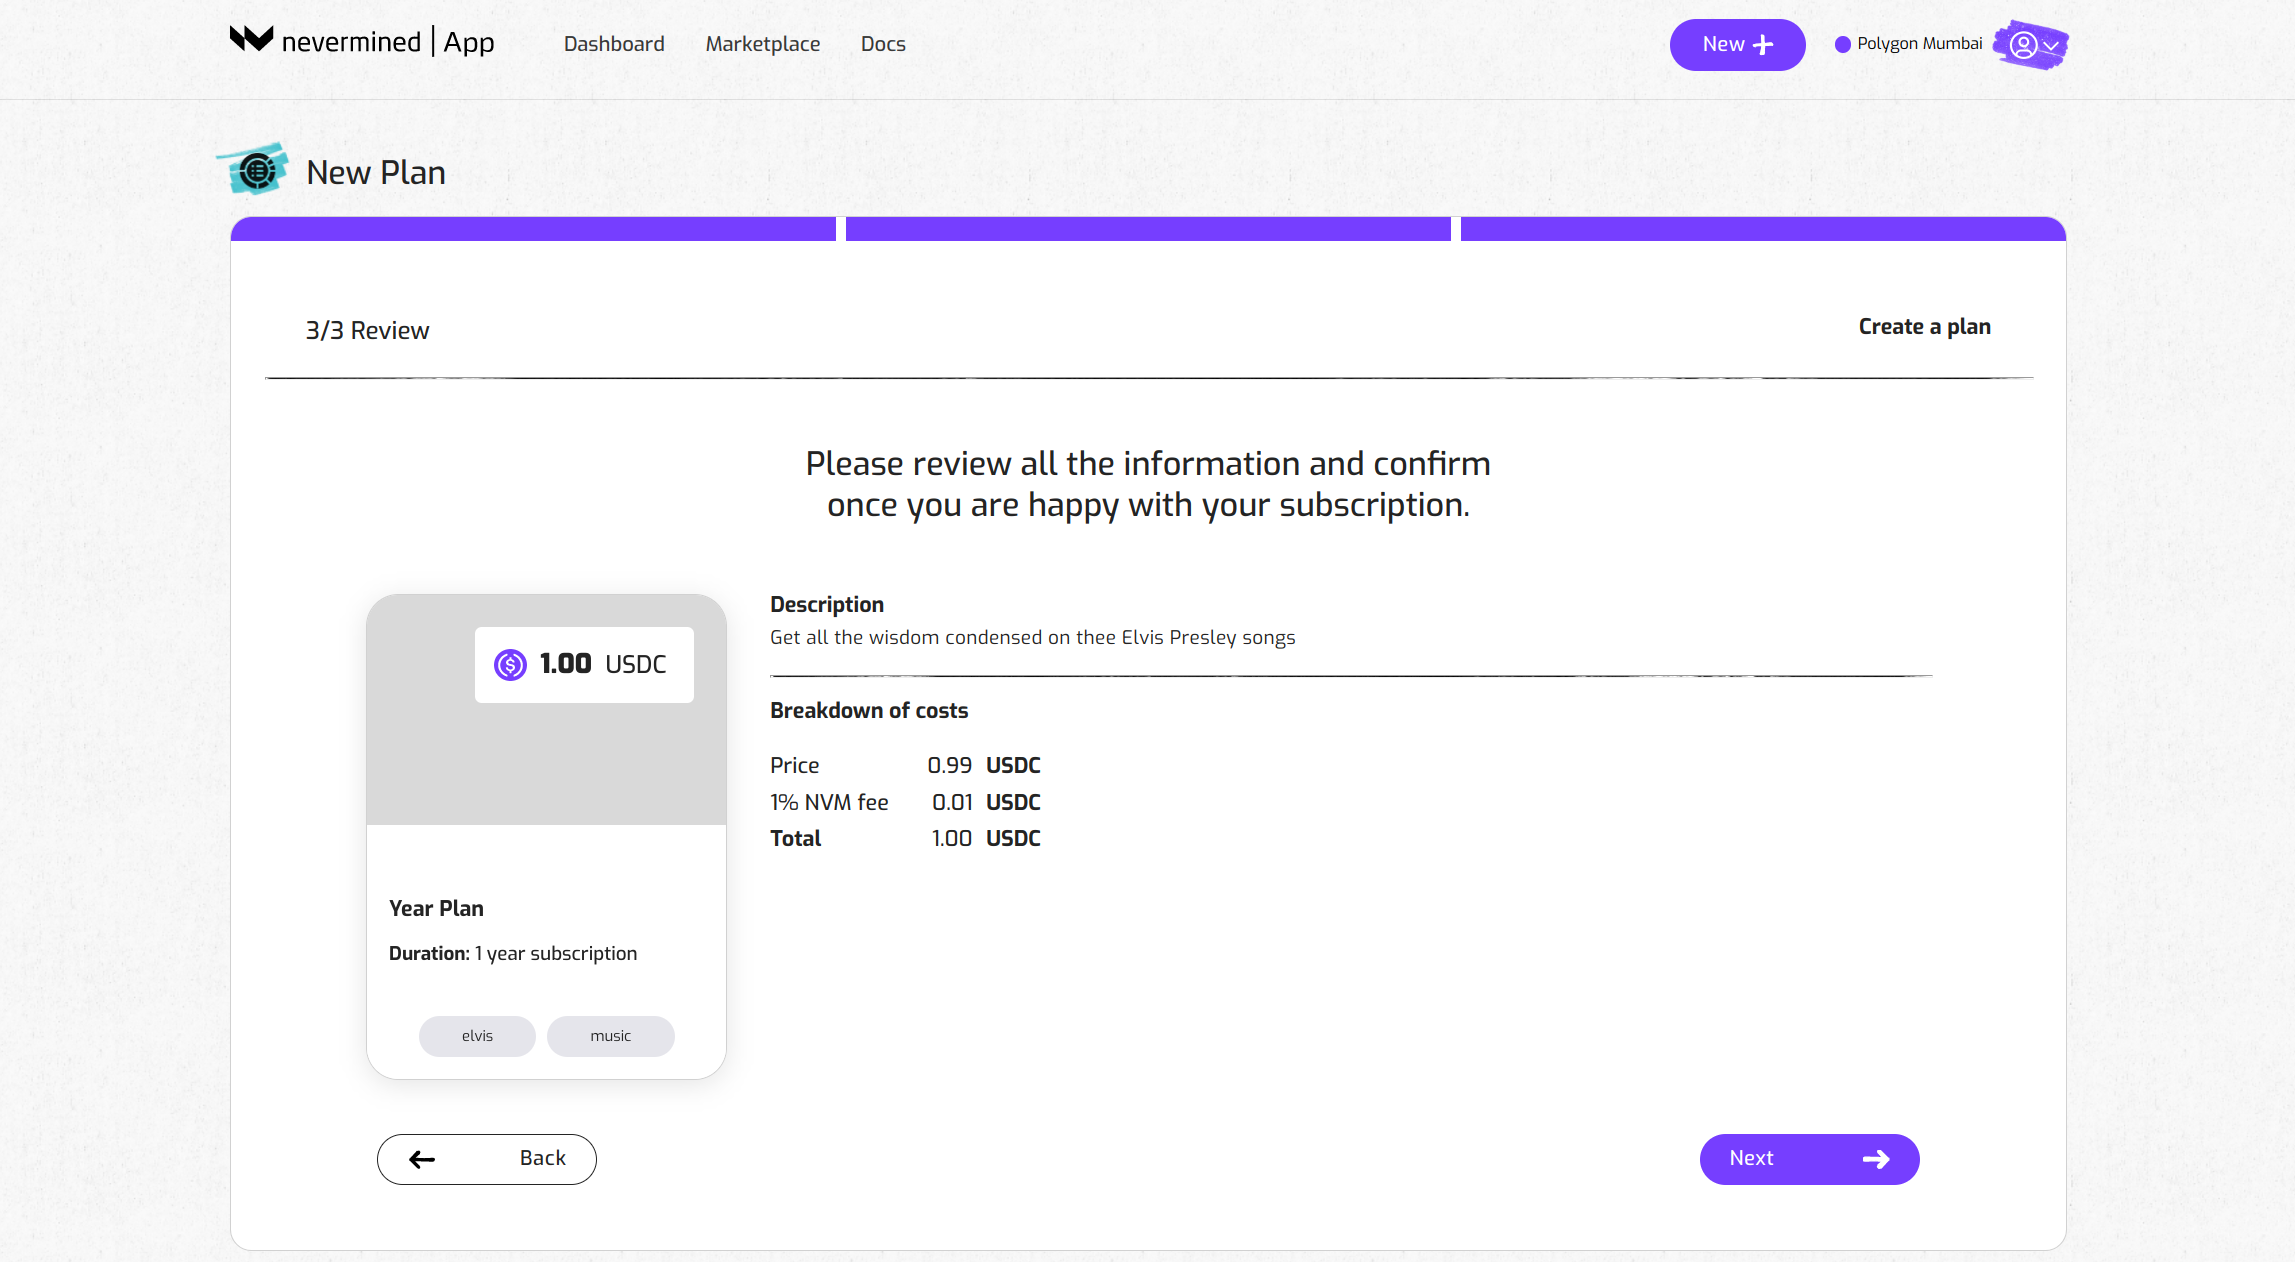 nevermined | App
Dashboard Marketplace Docs
New +
Polygon Mumbai
New Plan
3/3 Review
Create a plan
Please review all the information and confirm
once you are happy with your subscription.
1.00 USDC
Year Plan
Duration: 1 year subscription
elvis music
Description
Get all the wisdom condensed on thee Elvis Presley songs
Breakdown of costs
Price 0.99 USDC
1% NVM fee 0.01 USDC
Total 1.00 USDC
Back
Next